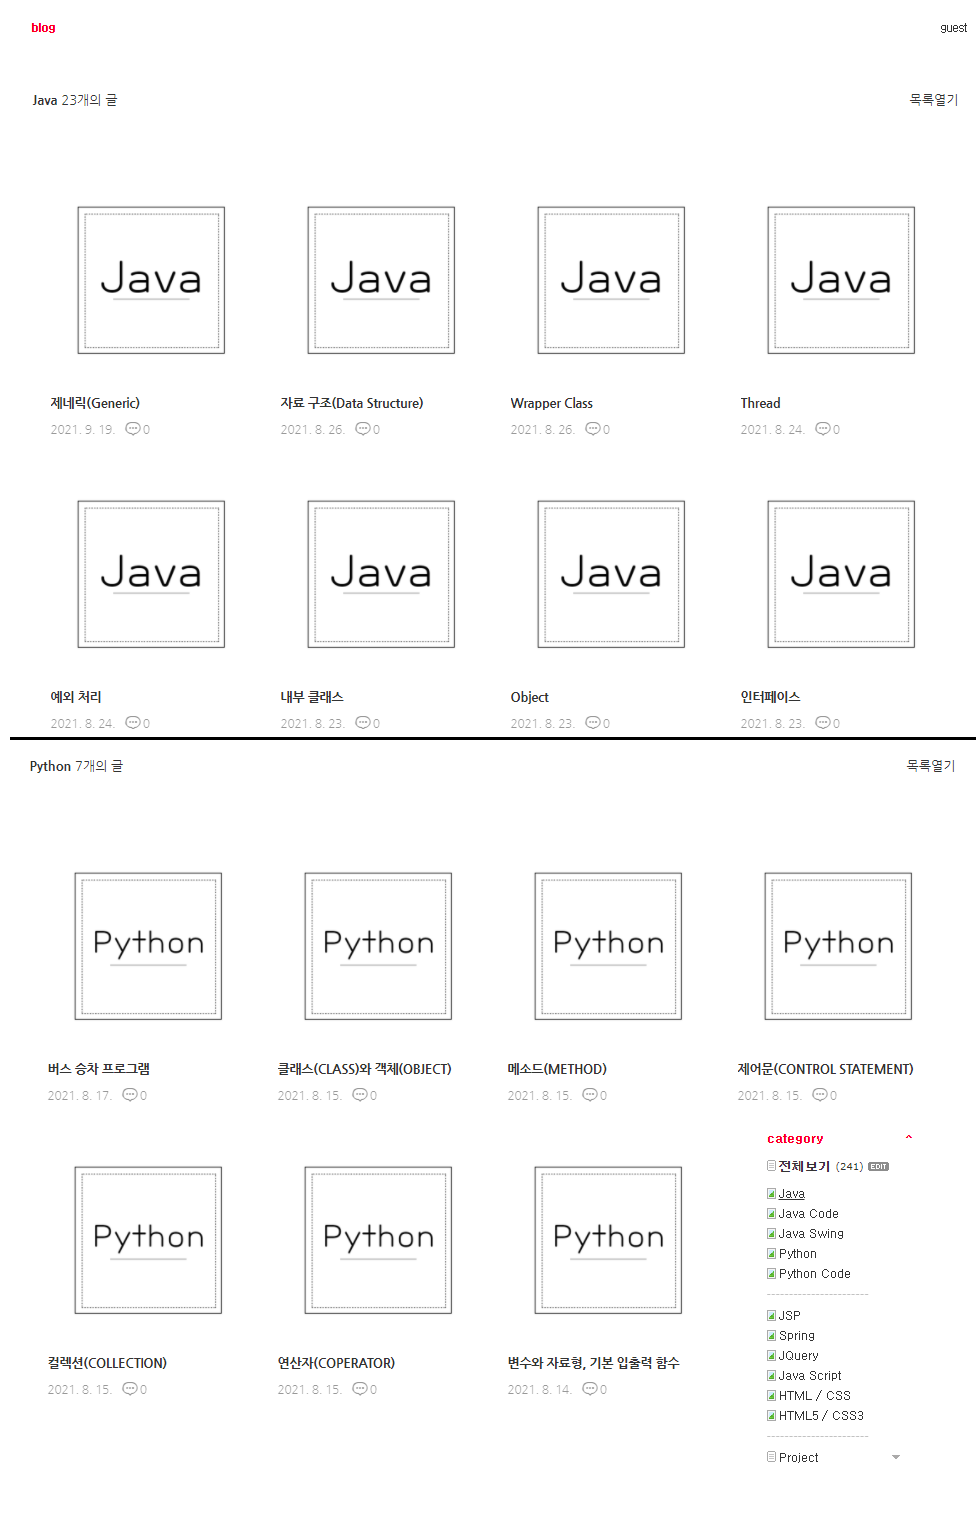 blog
guest
Java 23개의 글
목록열기
Java
Java
Java
Java
제네릭(Generic)
자료 구조(Data Structure)
Wrapper Class
Thread
2021. 9. 19. 0
2021. 8. 26. 0
2021. 8. 26. 0
2021. 8. 24. 0
Java
Java
Java
Java
예외 처리
내부 클래스
Object
인터페이스
2021. 8. 24. 0
2021. 8. 23. 0
2021. 8. 23. 0
2021. 8. 23. 0
Python 7개의 글
목록열기
Python
Python
Python
Python
버스 승차 프로그램
클래스(CLASS)와 객체(OBJECT)
메소드(METHOD)
제어문(CONTROL STATEMENT)
2021. 8. 17. 0
2021. 8. 15. 0
2021. 8. 15. 0
2021. 8. 15. 0
Python
Python
Python
컬렉션(COLLECTION)
연산자(COPERATOR)
변수와 자료형, 기본 입출력 함수
2021. 8. 15. 0
2021. 8. 15. 0
2021. 8. 14. 0
category
전체보기 (241) EDIT
Java
Java Code
Java Swing
Python
Python Code
JSP
Spring
JQuery
Java Script
HTML / CSS
HTML5 / CSS3
Project